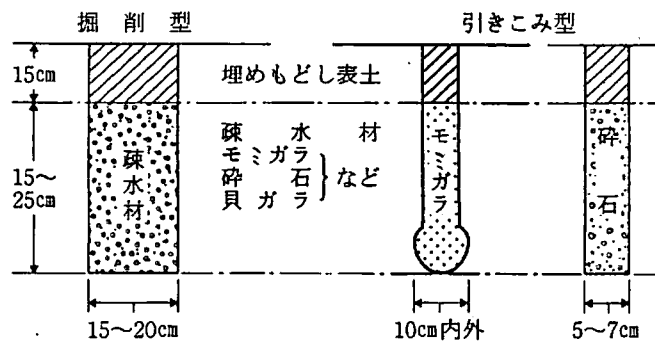 掘削型
引きこみ型
15cm
埋めもどし表土
15～25cm
疎水材
疎水材
モミガラ
砕石
貝ガラ
など
モミガラ
砕石
15～20cm
10cm内外
5～7cm